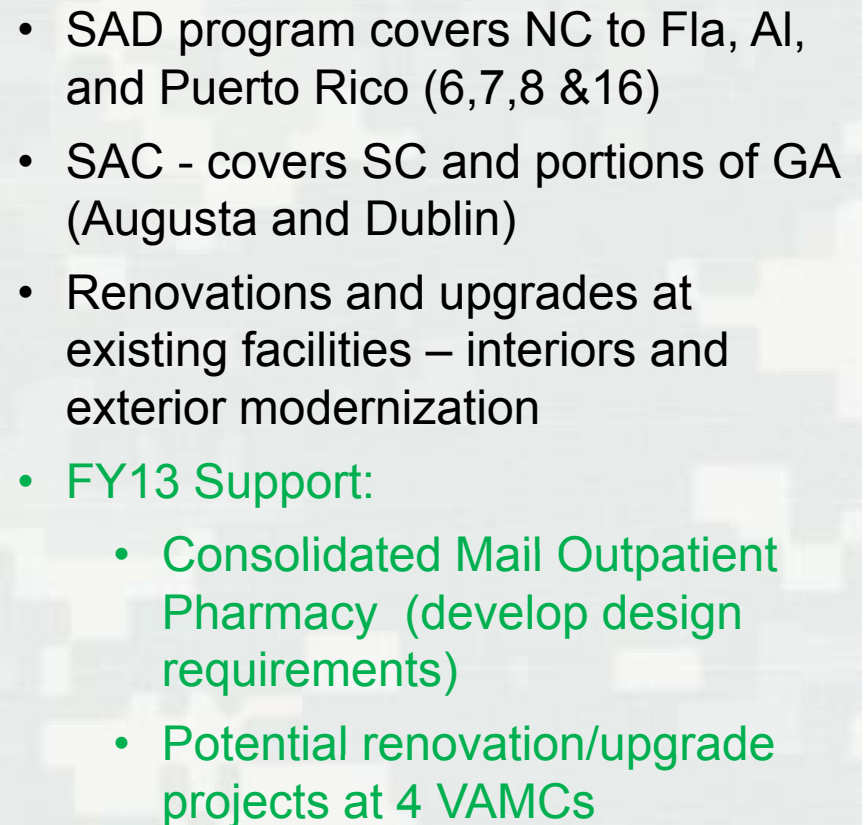 • SAD program covers NC to Fla, Al,
and Puerto Rico (6,7,8 &16)
• SAC - covers SC and portions of GA
(Augusta and Dublin)
• Renovations and upgrades at
existing facilities – interiors and
exterior modernization
• FY13 Support:
• Consolidated Mail Outpatient
Pharmacy (develop design
requirements)
• Potential renovation/upgrade
projects at 4 VAMCs